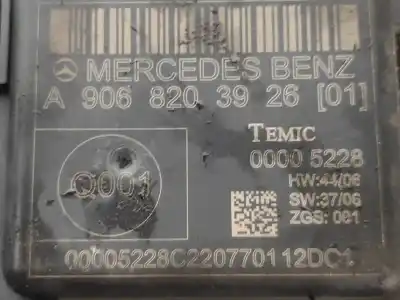 MERCEDES BENZ
A 906 820 39 26 [01]
TEMIC
0000 5228
Q001
HW:44/06
SW:37/06
ZGS: 001
00005228C220770112DC1